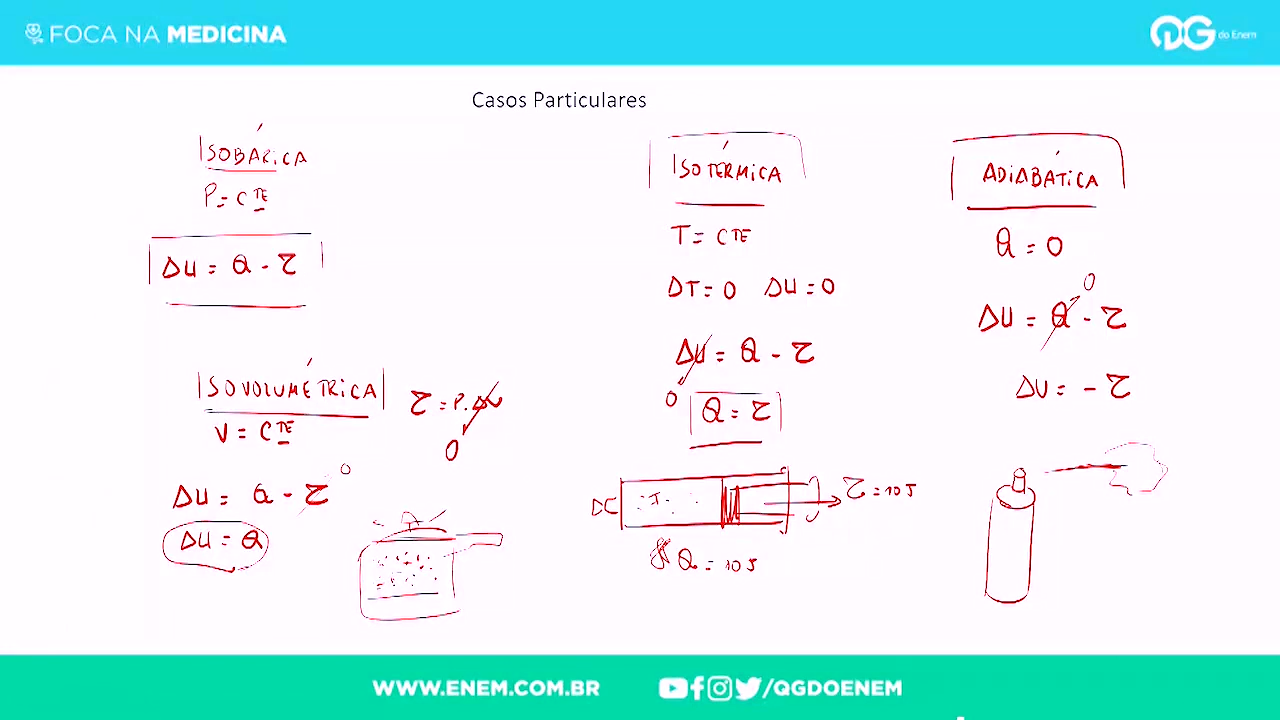 FOCA NA MEDICINA
QG do Enem
Casos Particulares
ISOBÁRICA
P = CTE
ΔU = Q - τ
ISOVOLUMÉTRICA
V = CTE
τ = P.ΔV
0
ΔU = Q - τ 0
ΔU = Q
ISOTÉRMICA
T = CTE
ΔT = 0 ΔU = 0
ΔU = Q - τ
0
Q = τ
τ = 10 J
Q = 10 J
ADIABÁTICA
Q = 0
0
ΔU = Q - τ
ΔU = - τ
WWW.ENEM.COM.BR
/QGDOENEM